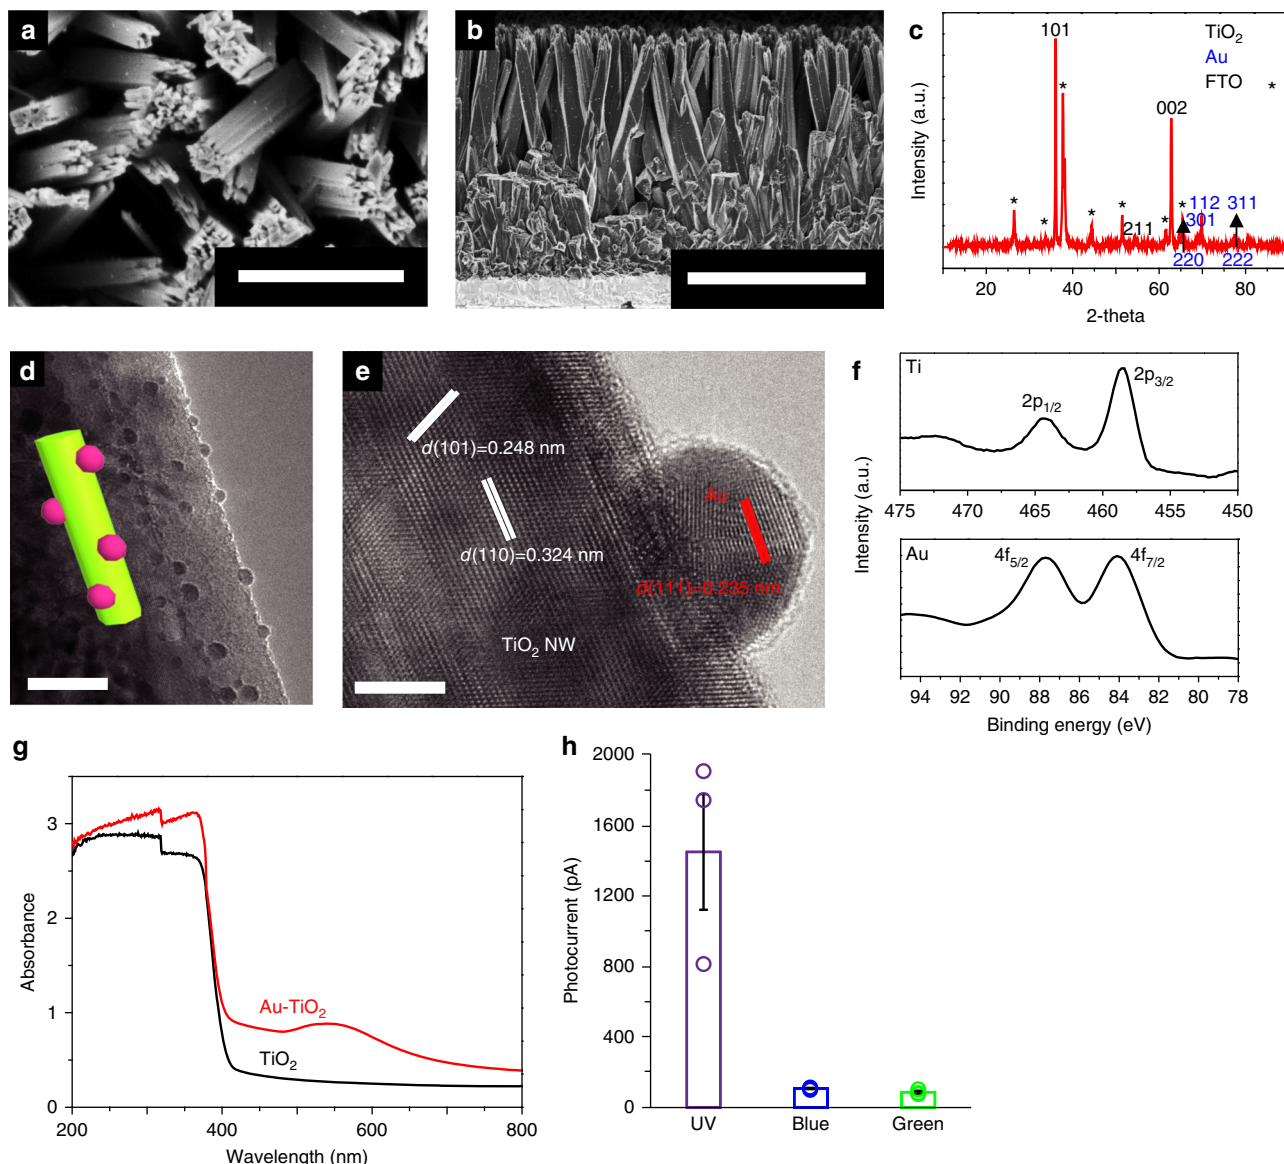 a
b
c
Intensity (a.u.)
101
*
002
TiO2
Au
FTO *
*
*
*
*
211
*
*
112 311
301
220 222
20 40 60 80
2-theta
d
e
d(101)=0.248 nm
d(110)=0.324 nm
Au
d(111)=0.235 nm
TiO2 NW
f
Intensity (a.u.)
Ti
2p1/2
2p3/2
475 470 465 460 455 450
Au
4f5/2
4f7/2
94 92 90 88 86 84 82 80 78
Binding energy (eV)
g
Absorbance
3
2
1
0
Au-TiO2
TiO2
200 400 600 800
Wavelength (nm)
h
Photocurrent (pA)
2000
1600
1200
800
400
0
UV Blue Green